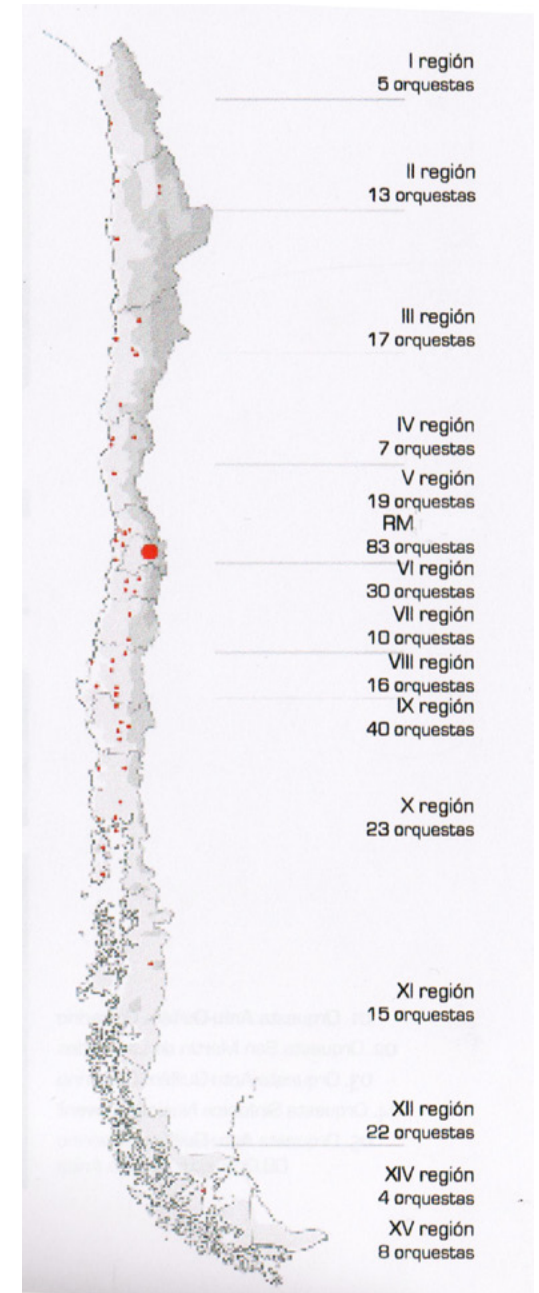 I región
5 orquestas
II región
13 orquestas
III región
17 orquestas
IV región
7 orquestas
V región
19 orquestas
RM
83 orquestas
VI región
30 orquestas
VII región
10 orquestas
VIII región
16 orquestas
IX región
40 orquestas
X región
23 orquestas
XI región
15 orquestas
XII región
22 orquestas
XIV región
4 orquestas
XV región
8 orquestas